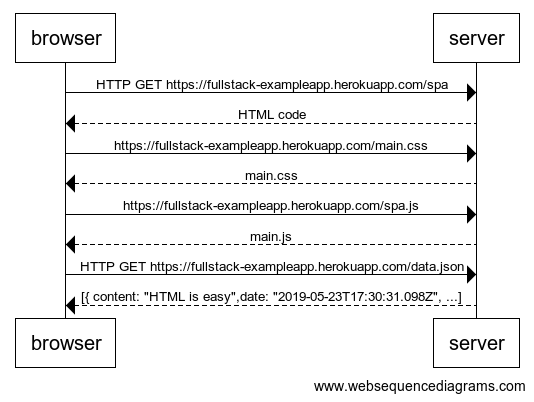 browser
server
HTTP GET https://fullstack-exampleapp.herokuapp.com/spa
HTML code
https://fullstack-exampleapp.herokuapp.com/main.css
main.css
https://fullstack-exampleapp.herokuapp.com/spa.js
main.js
HTTP GET https://fullstack-exampleapp.herokuapp.com/data.json
[{ content: "HTML is easy",date: "2019-05-23T17:30:31.098Z", ...]
browser
server
www.websequencediagrams.com